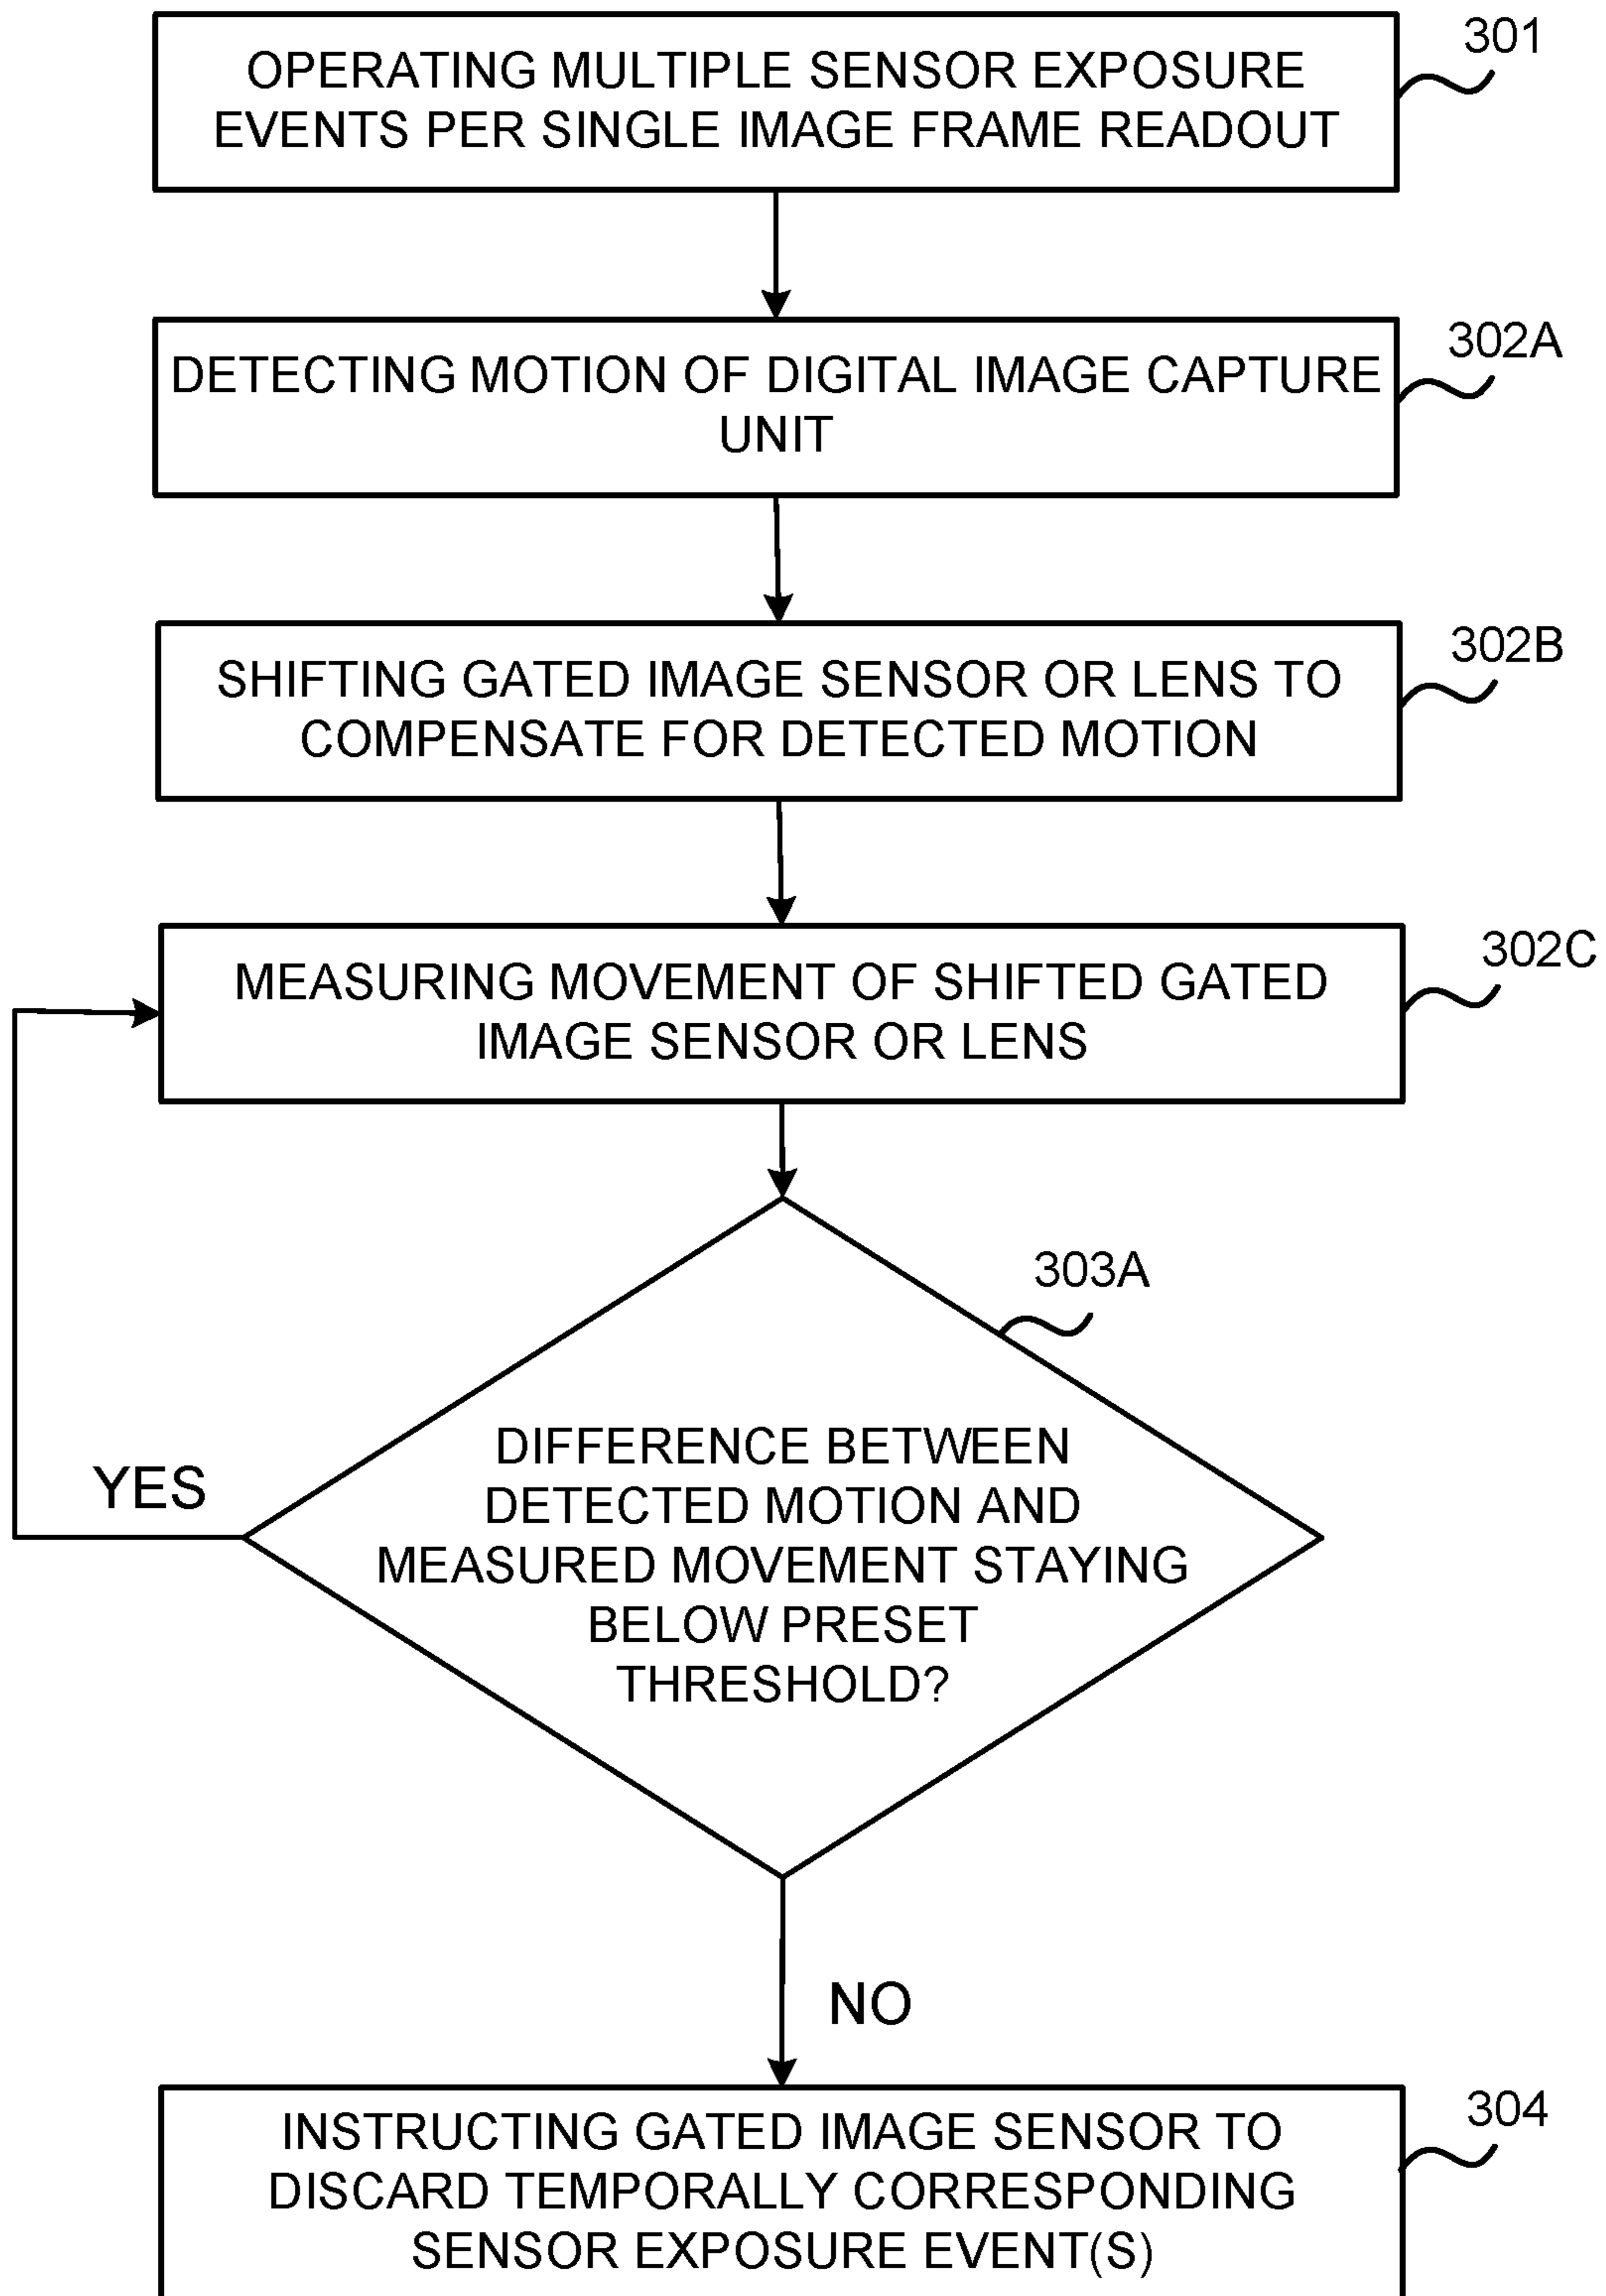 301
OPERATING MULTIPLE SENSOR EXPOSURE
EVENTS PER SINGLE IMAGE FRAME READOUT
302A
DETECTING MOTION OF DIGITAL IMAGE CAPTURE
UNIT
302B
SHIFTING GATED IMAGE SENSOR OR LENS TO
COMPENSATE FOR DETECTED MOTION
302C
MEASURING MOVEMENT OF SHIFTED GATED
IMAGE SENSOR OR LENS
303A
DIFFERENCE BETWEEN
DETECTED MOTION AND
MEASURED MOVEMENT STAYING
BELOW PRESET
THRESHOLD?
YES
NO
304
INSTRUCTING GATED IMAGE SENSOR TO
DISCARD TEMPORALLY CORRESPONDING
SENSOR EXPOSURE EVENT(S)